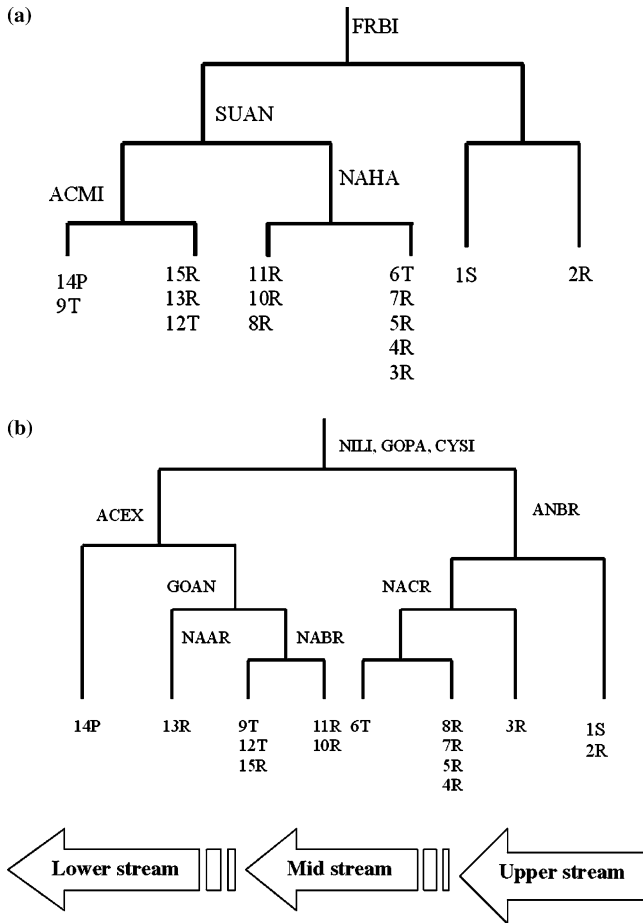 (a)
FRBI
SUAN
NAHA
ACMI
14P
9T
15R
13R
12T
11R
10R
8R
6T
7R
5R
4R
3R
1S
2R
(b)
NILI, GOPA, CYSI
ACEX
ANBR
GOAN
NACR
NAAR
NABR
14P
13R
9T
12T
15R
11R
10R
6T
8R
7R
5R
4R
3R
1S
2R
Lower stream
Mid stream
Upper stream